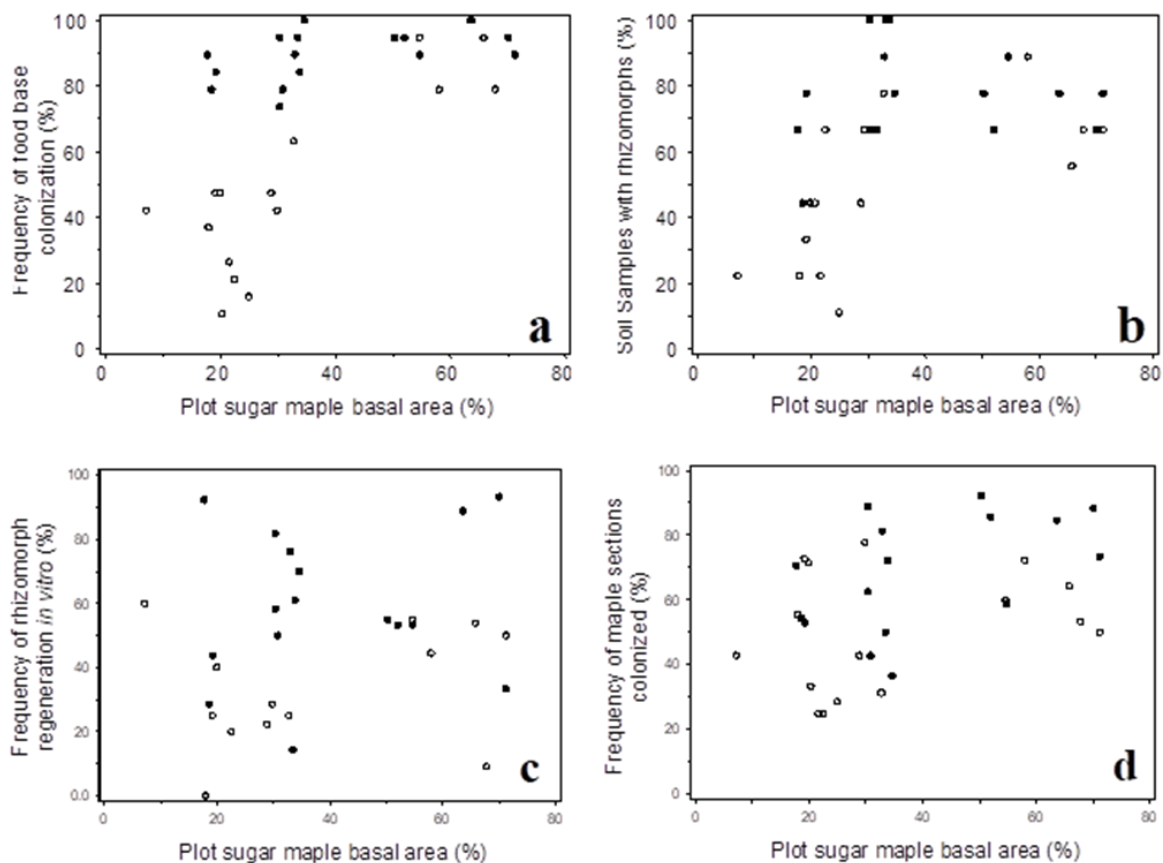 Frequency of food base
colonization (%)
100
80
60
40
20
0
0 20 40 60 80
Plot sugar maple basal area (%)
a
Soil Samples with rhizomorphs (%)
100
80
60
40
20
0
0 20 40 60 80
Plot sugar maple basal area (%)
b
Frequency of rhizomorph
regeneration in vitro (%)
100
80
60
40
20
0.0
0 20 40 60 80
Plot sugar maple basal area (%)
c
Frequency of maple sections
colonized (%)
100
80
60
40
20
0
0 20 40 60 80
Plot sugar maple basal area (%)
d